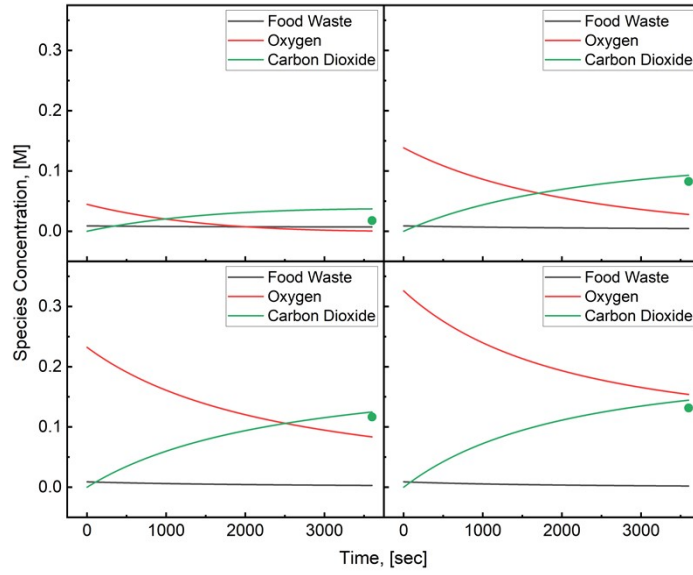 Food Waste
Oxygen
Carbon Dioxide
Food Waste
Oxygen
Carbon Dioxide
0.3
0.2
0.1
0.0
Food Waste
Oxygen
Carbon Dioxide
Food Waste
Oxygen
Carbon Dioxide
0.3
0.2
0.1
0.0
Species Concentration, [M]
0 1000 2000 3000 0 1000 2000 3000
Time, [sec]